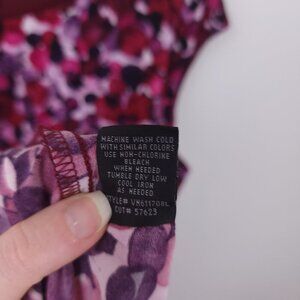 MACHINE WASH COLD
WITH SIMILAR COLORS
USE NON-CHLORINE
BLEACH
WHEN NEEDED
TUMBLE DRY LOW
COOL IRON
AS NEEDED
STYLE# VK611708L
CUT# 57623